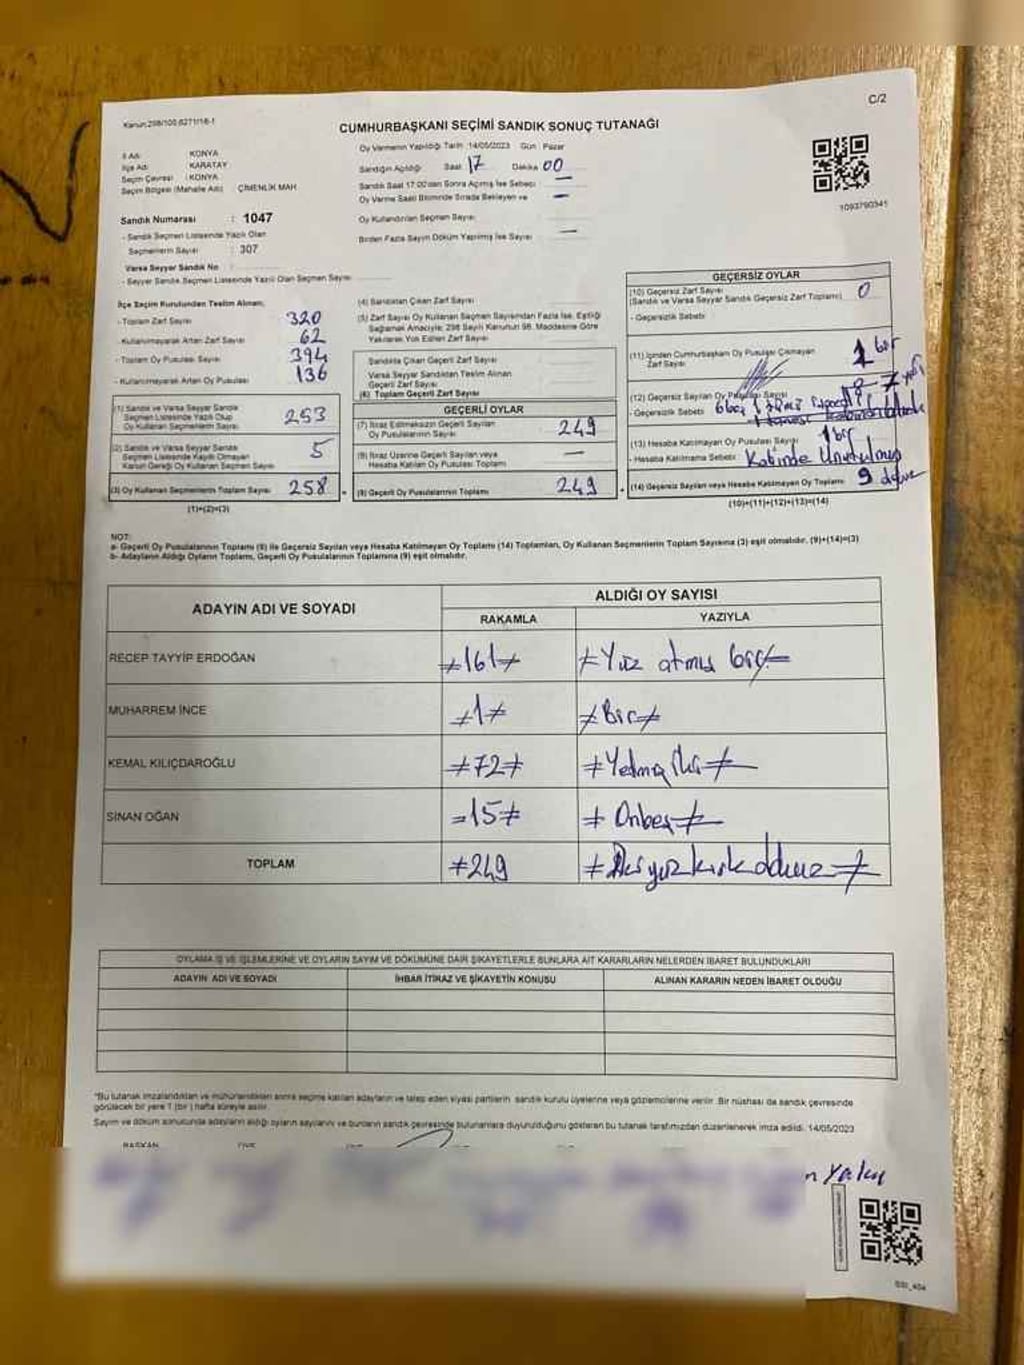 C/2
Kanun:298/105,6271/16-1
CUMHURBAŞKANI SEÇİMİ SANDIK SONUÇ TUTANAĞI
Oy Vermenin Yapıldığı Tarih :14/05/2023 Gün : Pazar
İl Adı : KONYA
İlçe Adı : KARATAY
Seçim Çevresi : KONYA
Seçim Bölgesi (Mahalle Adı) : ÇİMENLİK MAH
Sandığın Açıldığı Saat 17 Dakika 00
Sandık Saat 17:00'dan Sonra Açılmış İse Sebebi —
Oy Verme Saati Bitiminde Sırada Bekleyen ve —
Oy Kullandırılan Seçmen Sayısı
Birden Fazla Sayım Döküm Yapılmış İse Sayısı —
1093790341
Sandık Numarası : 1047
- Sandık Seçmen Listesinde Yazılı Olan
Seçmenlerin Sayısı : 307
Varsa Seyyar Sandık No :
- Seyyar Sandık Seçmen Listesinde Yazılı Olan Seçmen Sayısı
İlçe Seçim Kurulundan Teslim Alınan;
- Toplam Zarf Sayısı 320
- Kullanılmayarak Artan Zarf Sayısı 62
- Toplam Oy Pusulası Sayısı 394
- Kullanılmayarak Artan Oy Pusulası 136
(1) Sandık ve Varsa Seyyar Sandık
Seçmen Listesinde Yazılı Olup
Oy Kullanan Seçmenlerin Sayısı 253
(2) Sandık ve Varsa Seyyar Sandık
Seçmen Listesinde Kayıtlı Olmayan
Kanun Gereği Oy Kullanan Seçmen Sayısı 5
(3) Oy Kullanan Seçmenlerin Toplam Sayısı 258
(1)+(2)=(3)
(4) Sandıktan Çıkan Zarf Sayısı
(5) Zarf Sayısı Oy Kullanan Seçmen Sayısından Fazla İse, Eşitliği
Sağlamak Amacıyla; 298 Sayılı Kanunun 98. Maddesine Göre
Yakılarak Yok Edilen Zarf Sayısı
Sandıkta Çıkan Geçerli Zarf Sayısı
Varsa Seyyar Sandıktan Teslim Alınan
Geçerli Zarf Sayısı
(6) Toplam Geçerli Zarf Sayısı
GEÇERLİ OYLAR
(7) İtiraz Edilmeksizin Geçerli Sayılan
Oy Pusulasının Sayısı 249
(8) İtiraz Üzerine Geçerli Sayılan veya
Hesaba Katılan Oy Pusulası Toplamı —
(9) Geçerli Oy Pusulalarının Toplamı 249
GEÇERSİZ OYLAR
(10) Geçersiz Zarf Sayısı
(Sandık ve Varsa Seyyar Sandık Geçersiz Zarf Toplamı) 0
- Geçersizlik Sebebi:
(11) İçinden Cumhurbaşkanı Oy Pusulası Çıkmayan
Zarf Sayısı 1 bir
(12) Geçersiz Sayılan Oy Pusulası Sayısı 7 yedi
- Geçersizlik Sebebi
(13) Hesaba Katılmayan Oy Pusulası Sayısı 1 bir
- Hesaba Katılmama Sebebi: Kabinde Unutulmuş
(14) Geçersiz Sayılan veya Hesaba Katılmayan Oy Toplamı 9 dokuz
(10)+(11)+(12)+(13)=(14)
NOT:
a- Geçerli Oy Pusulalarının Toplamı (9) ile Geçersiz Sayılan veya Hesaba Katılmayan Oy Toplamı (14) Toplamları, Oy Kullanan Seçmenlerin Toplam Sayısına (3) eşit olmalıdır. (9)+(14)=(3)
b- Adayların Aldığı Oyların Toplamı, Geçerli Oy Pusulalarının Toplamına (9) eşit olmalıdır.
ADAYIN ADI VE SOYADI
ALDIĞI OY SAYISI
RAKAMLA YAZIYLA
RECEP TAYYİP ERDOĞAN 161 Yüz atmış bir
MUHARREM İNCE 1 Bir
KEMAL KILIÇDAROĞLU 72 Yetmiş iki
SİNAN OĞAN 15 Onbeş
TOPLAM 249 İkiyüz kırk dokuz
OYLAMA İŞ VE İŞLEMLERİNE VE OYLARIN SAYIM VE DÖKÜMÜNE DAİR ŞİKAYETLERLE BUNLARA AİT KARARLARIN NELERDEN İBARET BULUNDUKLARI
ADAYIN ADI VE SOYADI İHBAR İTİRAZ VE ŞİKAYETİN KONUSU ALINAN KARARIN NEDEN İBARET OLDUĞU
"Bu tutanak imzalandıktan ve mühürlendikten sonra seçime katılan adayların ve talep eden siyasi partilerin sandık kurulu üyelerine veya gözlemcilerine verilir. Bir nüshası da sandık çevresinde
görülecek bir yere 1 (bir) hafta süreyle asılır.
Sayım ve döküm sonucunda adayların aldığı oyların sayılarını ve bunların sandık çevresinde bulunanlara duyurulduğunu gösteren bu tutanak tarafımızdan düzenlenerek imza edildi. 14/05/2023
BAŞKAN ÜYE